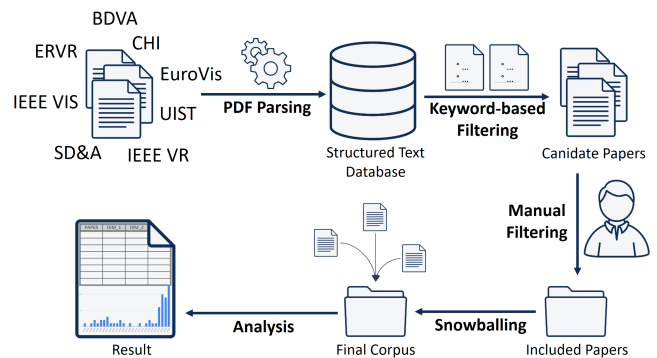 BDVA
ERVR
CHI
EuroVis
IEEE VIS
UIST
SD&A
IEEE VR
PDF Parsing
Structured Text
Database
Keyword-based
Filtering
Canidate Papers
Manual
Filtering
Included Papers
Snowballing
Final Corpus
Analysis
PAPER DIM_1 DIM_2
Result